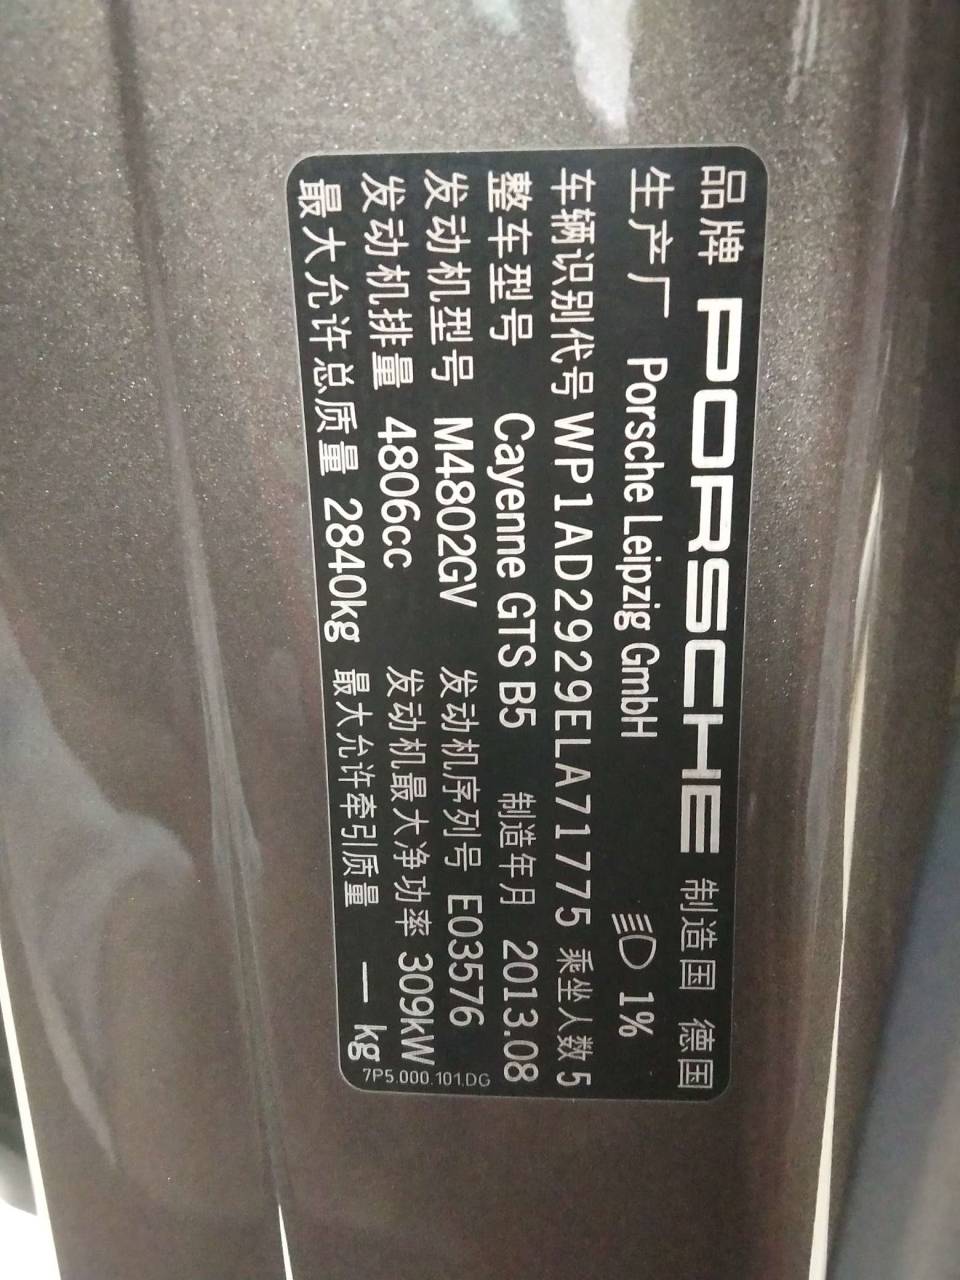 品牌 PORSCHE 制造国 德国
生产厂 Porsche Leipzig GmbH 1%
车辆识别代号 WP1AD2929ELA71775 乘坐人数 5
整车型号 Cayenne GTS B5 制造年月 2013.08
发动机型号 M4802GV 发动机序列号 E03576
发动机排量 4806cc 发动机最大净功率 309kW
最大允许总质量 2840kg 最大允许牵引质量 — kg
7P5.000.101.DG